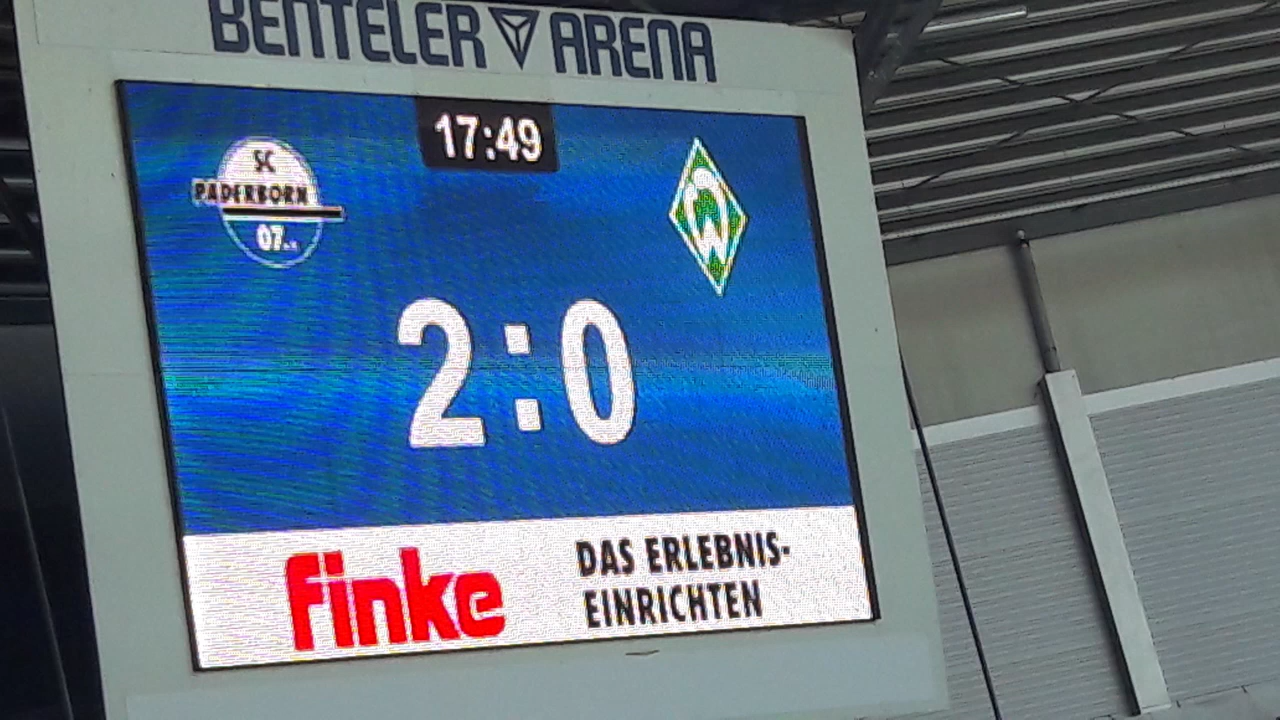 BENTELER ARENA
17:49
SC
PADERBORN
07
W
2:0
finke
DAS ERLEBNIS-
EINRICHTEN